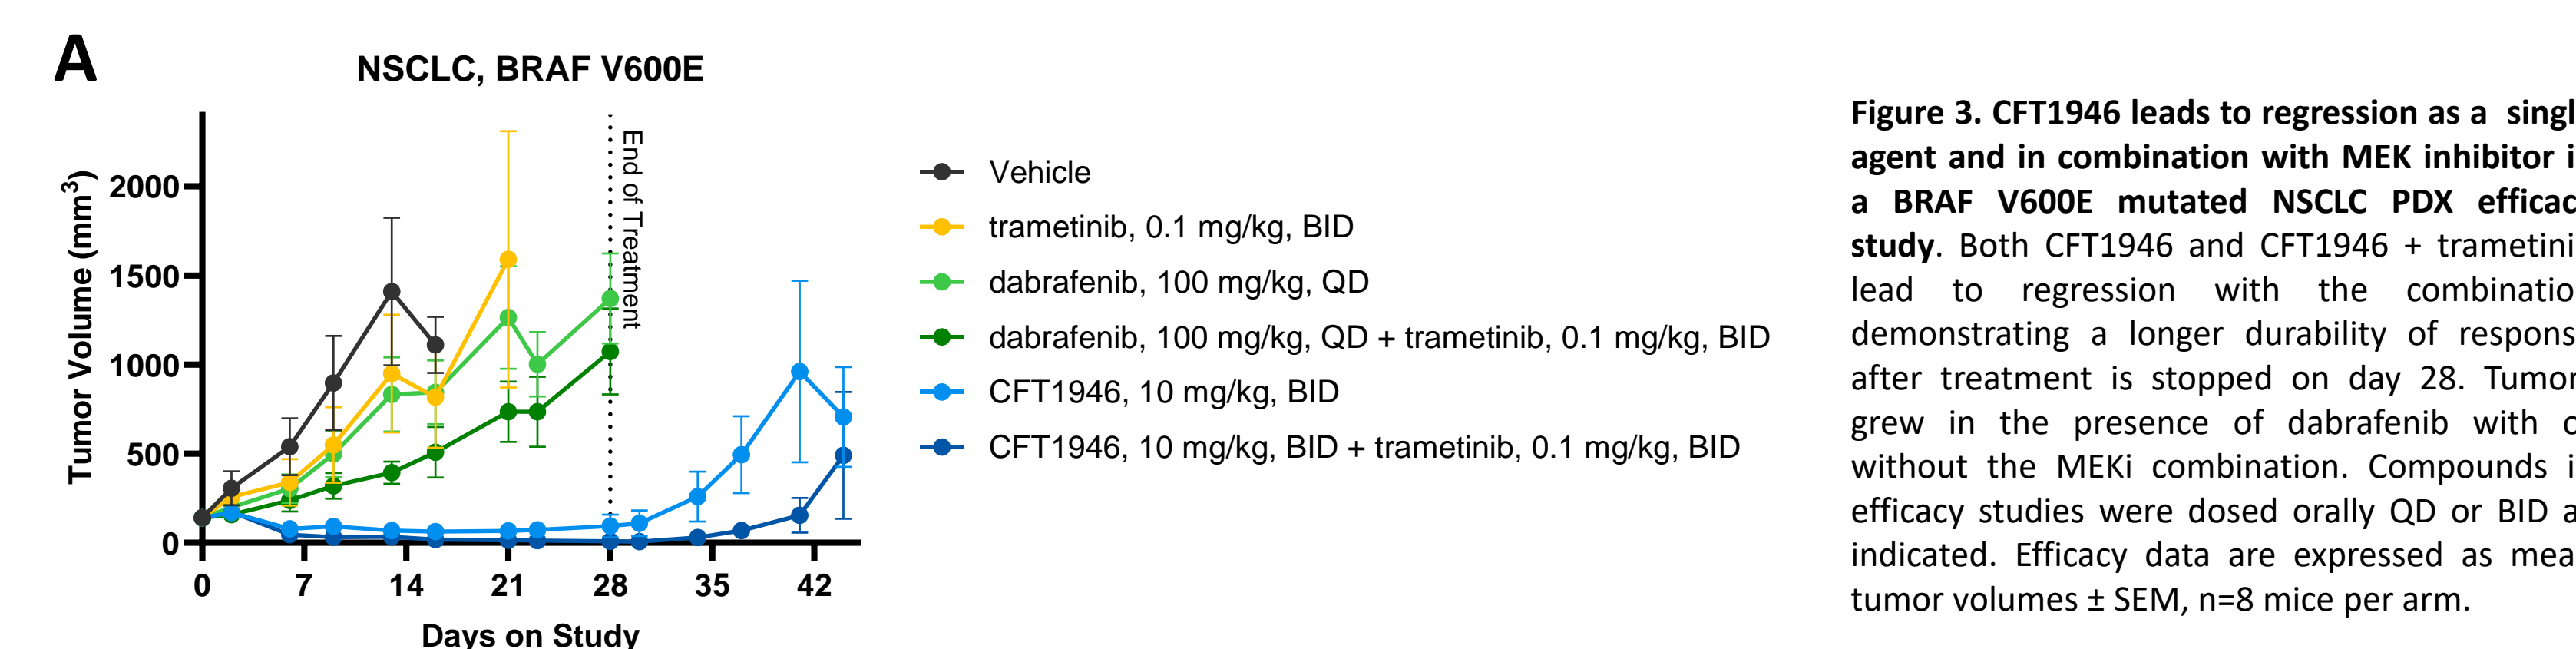 A
NSCLC, BRAF V600E
Tumor Volume (mm³)
2000
1500
1000
500
0
0 7 14 21 28 35 42
Days on Study
End of Treatment
Vehicle
trametinib, 0.1 mg/kg, BID
dabrafenib, 100 mg/kg, QD
dabrafenib, 100 mg/kg, QD + trametinib, 0.1 mg/kg, BID
CFT1946, 10 mg/kg, BID
CFT1946, 10 mg/kg, BID + trametinib, 0.1 mg/kg, BID
Figure 3. CFT1946 leads to regression as a singl
agent and in combination with MEK inhibitor i
a BRAF V600E mutated NSCLC PDX efficac
study. Both CFT1946 and CFT1946 + trametini
lead to regression with the combinatio
demonstrating a longer durability of respons
after treatment is stopped on day 28. Tumor
grew in the presence of dabrafenib with o
without the MEKi combination. Compounds i
efficacy studies were dosed orally QD or BID a
indicated. Efficacy data are expressed as mea
tumor volumes ± SEM, n=8 mice per arm.